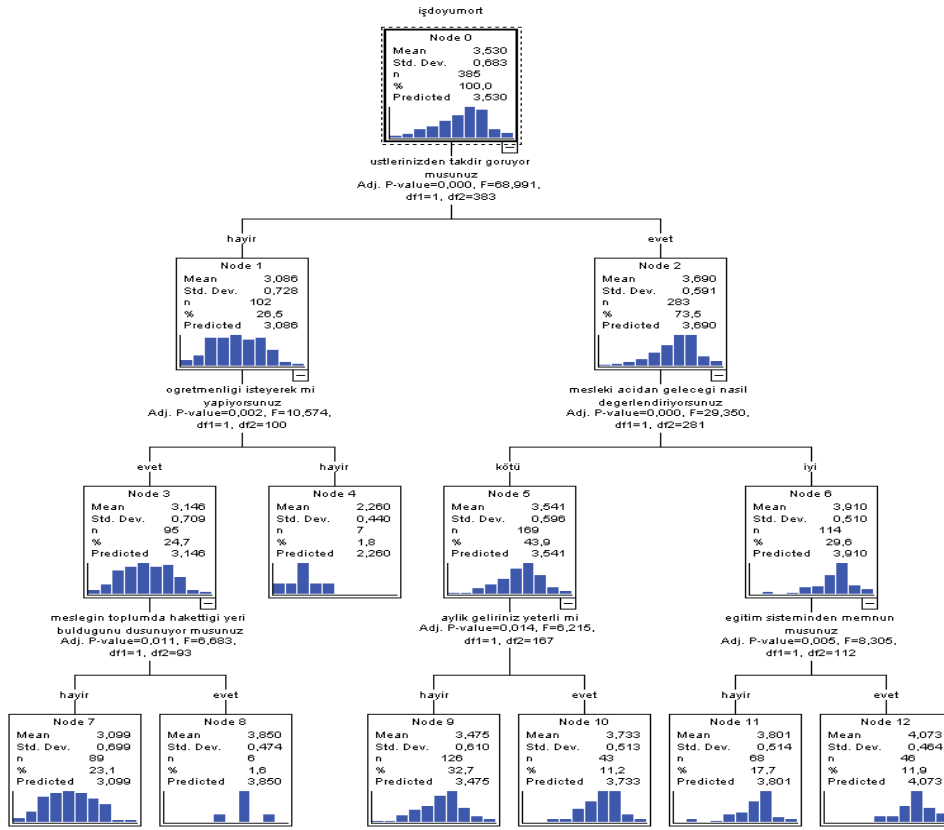 işdoyumort
Node 0
Mean 3,530
Std. Dev. 0,683
n 385
% 100,0
Predicted 3,530
ustlerinizden takdir goruyor
musunuz
Adj. P-value=0,000, F=68,991,
df1=1, df2=383
hayir
evet
Node 1
Mean 3,086
Std. Dev. 0,728
n 102
% 26,5
Predicted 3,086
Node 2
Mean 3,690
Std. Dev. 0,591
n 283
% 73,5
Predicted 3,690
ogretmenligi isteyerek mi
yapiyorsunuz
Adj. P-value=0,002, F=10,574,
df1=1, df2=100
mesleki acidan gelecegi nasil
degerlendiriyorsunuz
Adj. P-value=0,000, F=29,350,
df1=1, df2=281
evet
hayir
kötü
iyi
Node 3
Mean 3,146
Std. Dev. 0,709
n 95
% 24,7
Predicted 3,146
Node 4
Mean 2,260
Std. Dev. 0,440
n 7
% 1,8
Predicted 2,260
Node 5
Mean 3,541
Std. Dev. 0,596
n 169
% 43,9
Predicted 3,541
Node 6
Mean 3,910
Std. Dev. 0,510
n 114
% 29,6
Predicted 3,910
meslegin toplumda hakettigi yeri
buldugunu dusunuyor musunuz
Adj. P-value=0,011, F=6,683,
df1=1, df2=93
aylik geliriniz yeterli mi
Adj. P-value=0,014, F=6,215,
df1=1, df2=167
egitim sisteminden memnun
musunuz
Adj. P-value=0,005, F=8,305,
df1=1, df2=112
hayir
evet
hayir
evet
hayir
evet
Node 7
Mean 3,099
Std. Dev. 0,699
n 89
% 23,1
Predicted 3,099
Node 8
Mean 3,850
Std. Dev. 0,474
n 6
% 1,6
Predicted 3,850
Node 9
Mean 3,475
Std. Dev. 0,610
n 126
% 32,7
Predicted 3,475
Node 10
Mean 3,733
Std. Dev. 0,513
n 43
% 11,2
Predicted 3,733
Node 11
Mean 3,801
Std. Dev. 0,514
n 68
% 17,7
Predicted 3,801
Node 12
Mean 4,073
Std. Dev. 0,464
n 46
% 11,9
Predicted 4,073